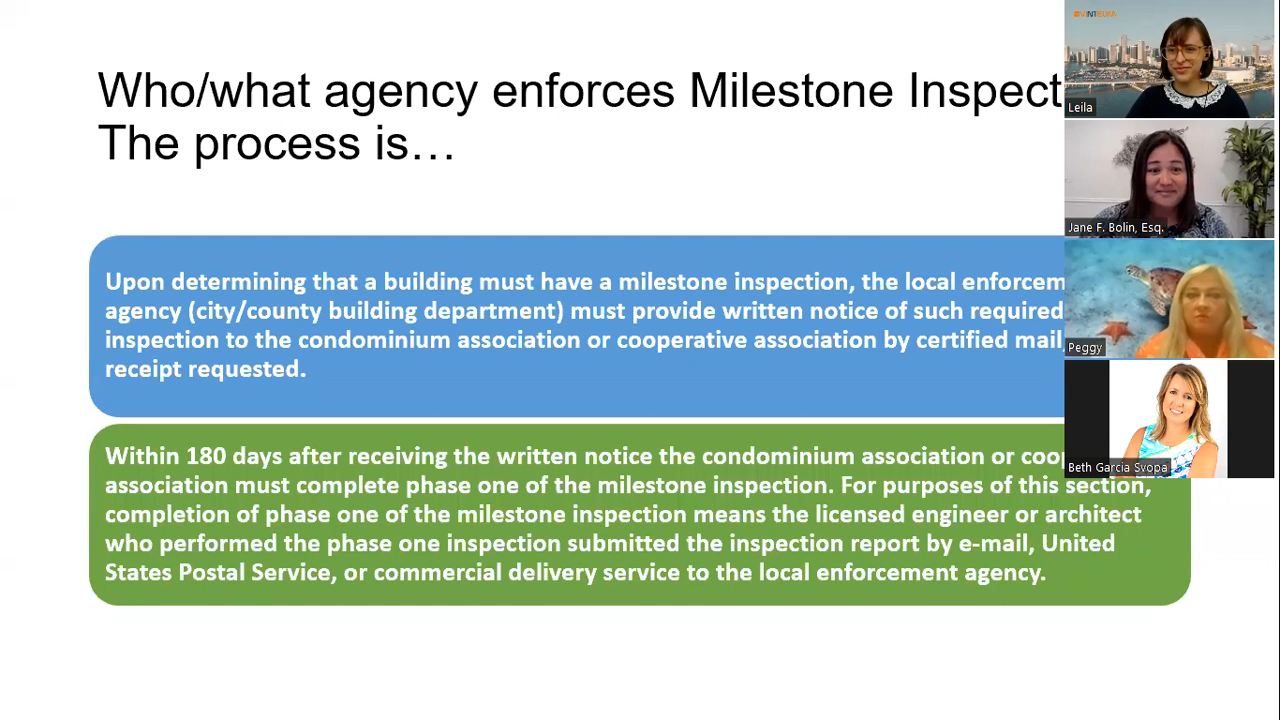 Who/what agency enforces Milestone Inspect
The process is…
Upon determining that a building must have a milestone inspection, the local enforcem
agency (city/county building department) must provide written notice of such required
inspection to the condominium association or cooperative association by certified mail,
receipt requested.
Within 180 days after receiving the written notice the condominium association or coop
association must complete phase one of the milestone inspection. For purposes of this section,
completion of phase one of the milestone inspection means the licensed engineer or architect
who performed the phase one inspection submitted the inspection report by e-mail, United
States Postal Service, or commercial delivery service to the local enforcement agency.
VINTEUM
Leila
Jane F. Bolin, Esq.
Peggy
Beth Garcia Svopa